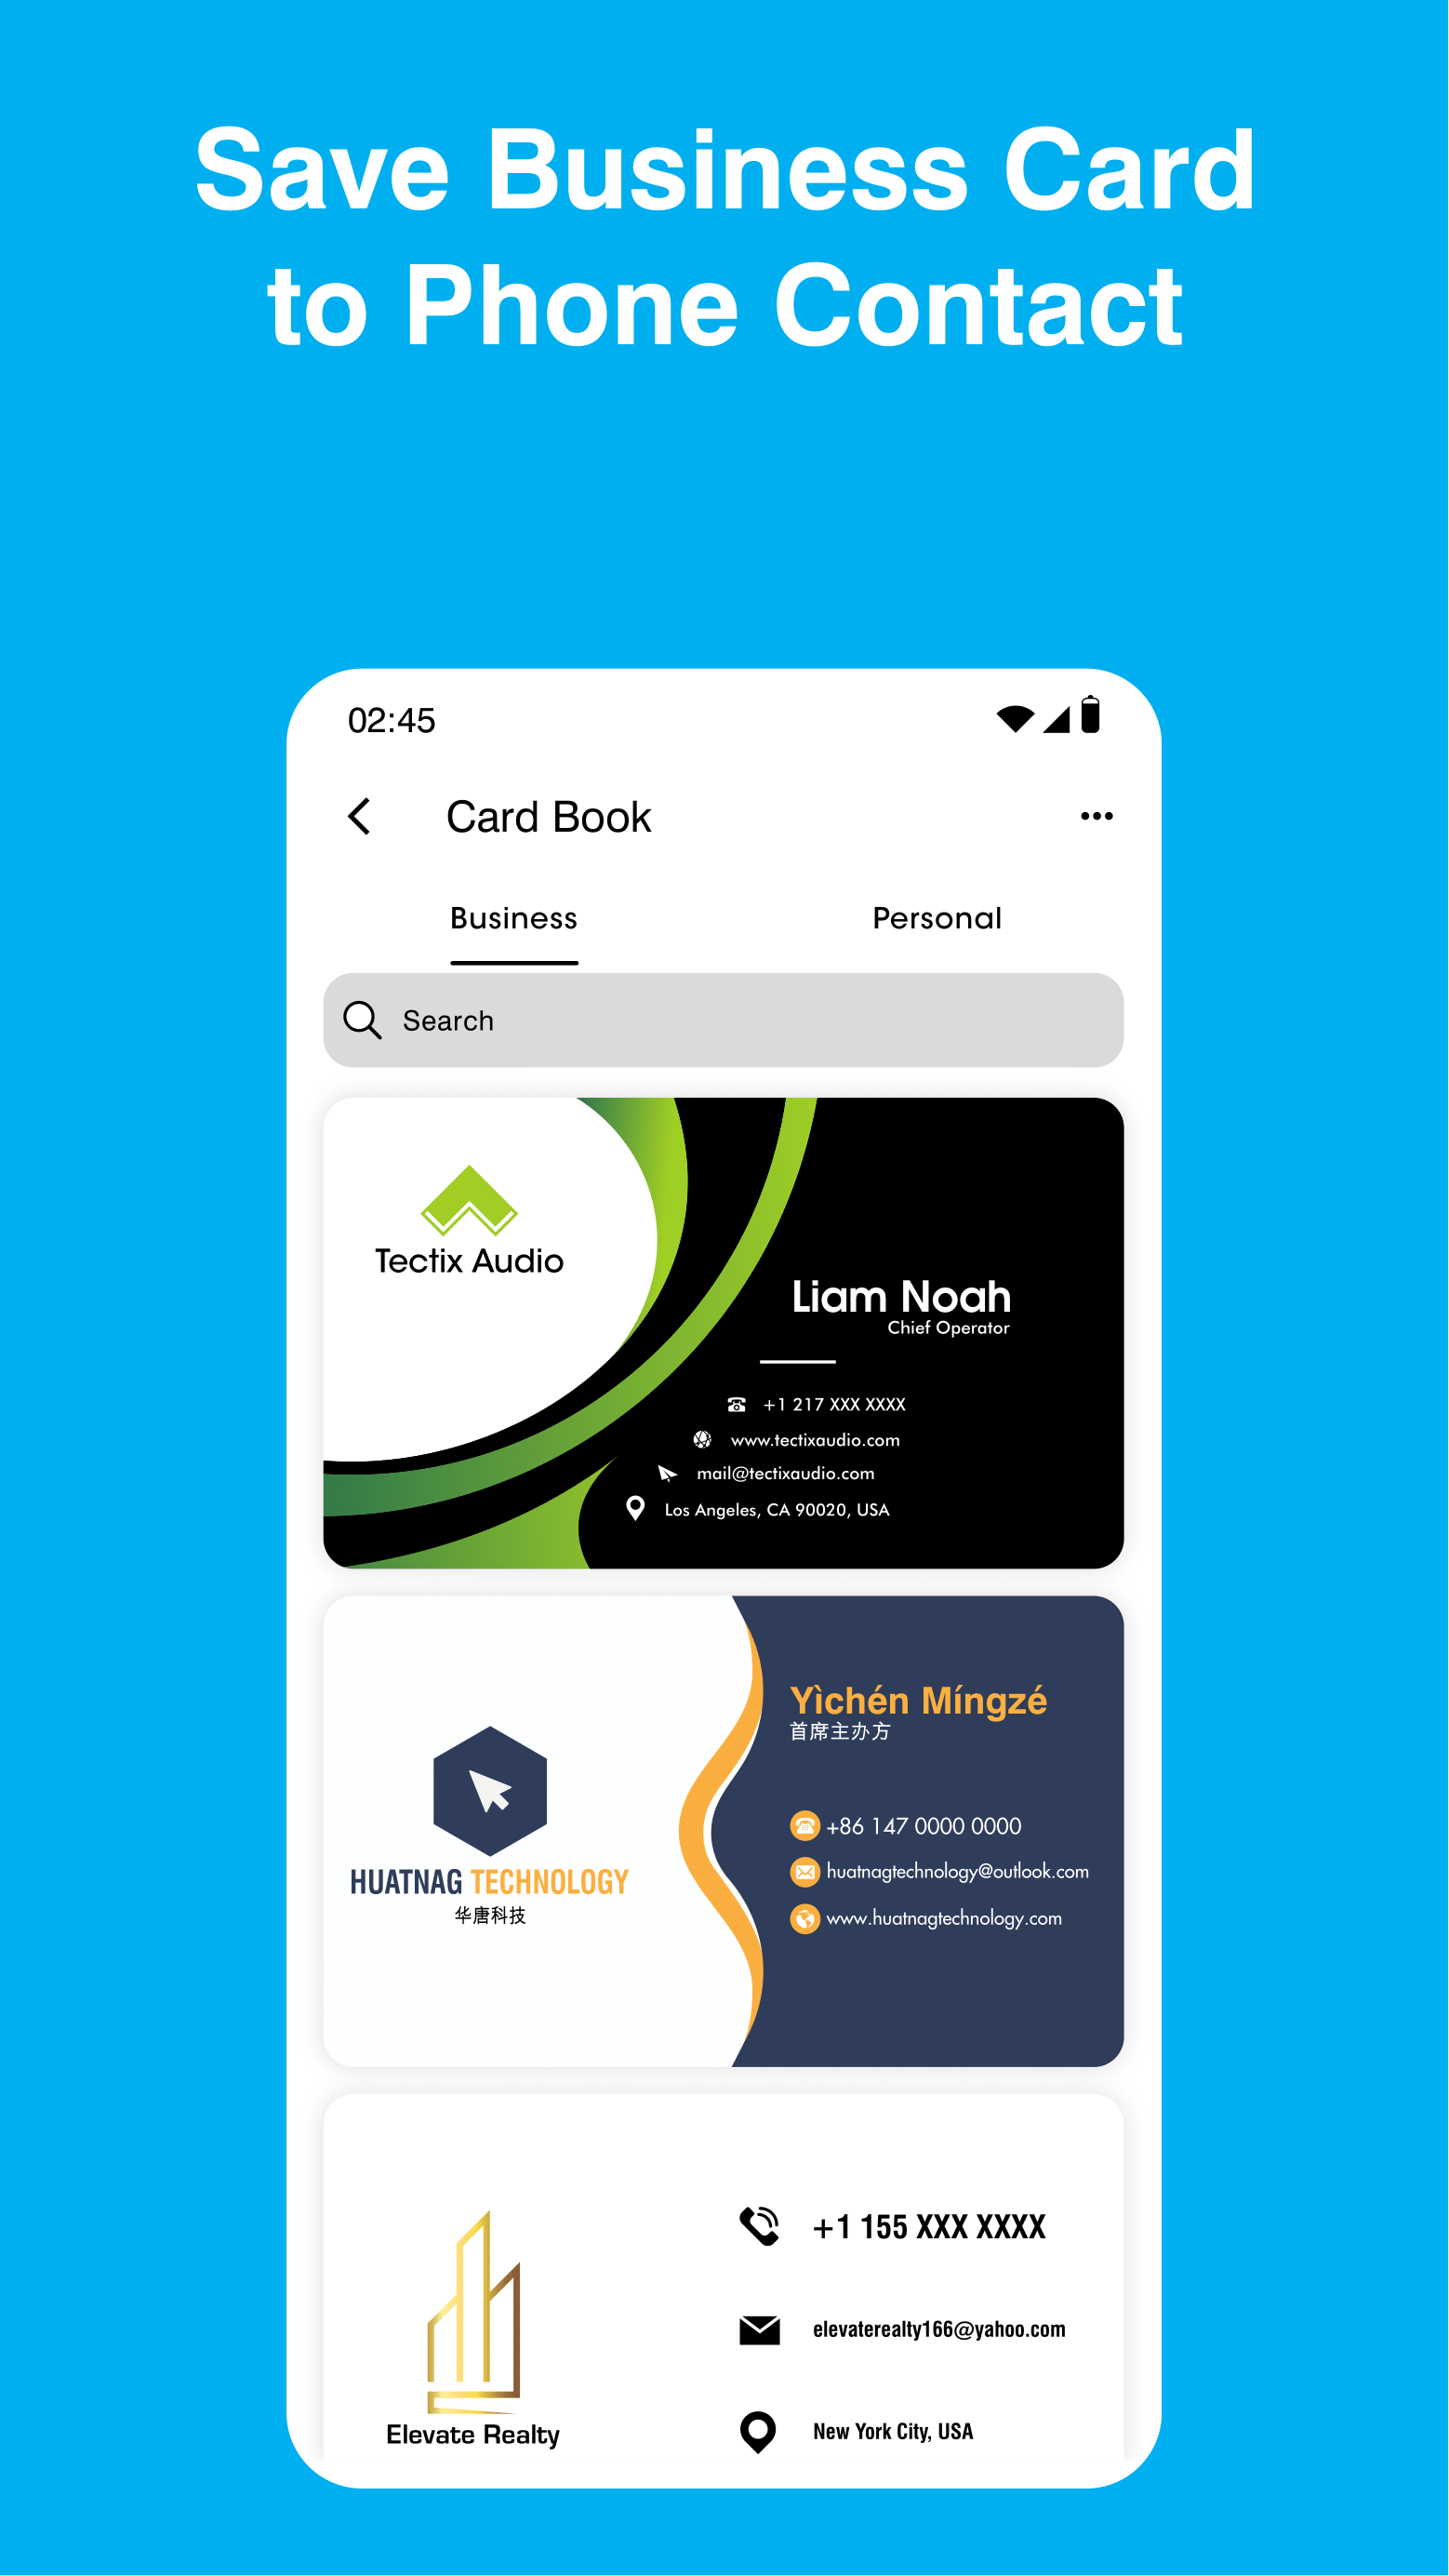 Save Business Card
to Phone Contact
02:45
Card Book
Business
Personal
Search
Tectix Audio
Liam Noah
Chief Operator
+1 217 XXX XXXX
www.tectixaudio.com
mail@tectixaudio.com
Los Angeles, CA 90020, USA
HUATNAG TECHNOLOGY
华唐科技
Yìchén Míngzé
首席主办方
+86 147 0000 0000
huatnagtechnology@outlook.com
www.huatnagtechnology.com
Elevate Realty
+1 155 XXX XXXX
elevaterealty166@yahoo.com
New York City, USA